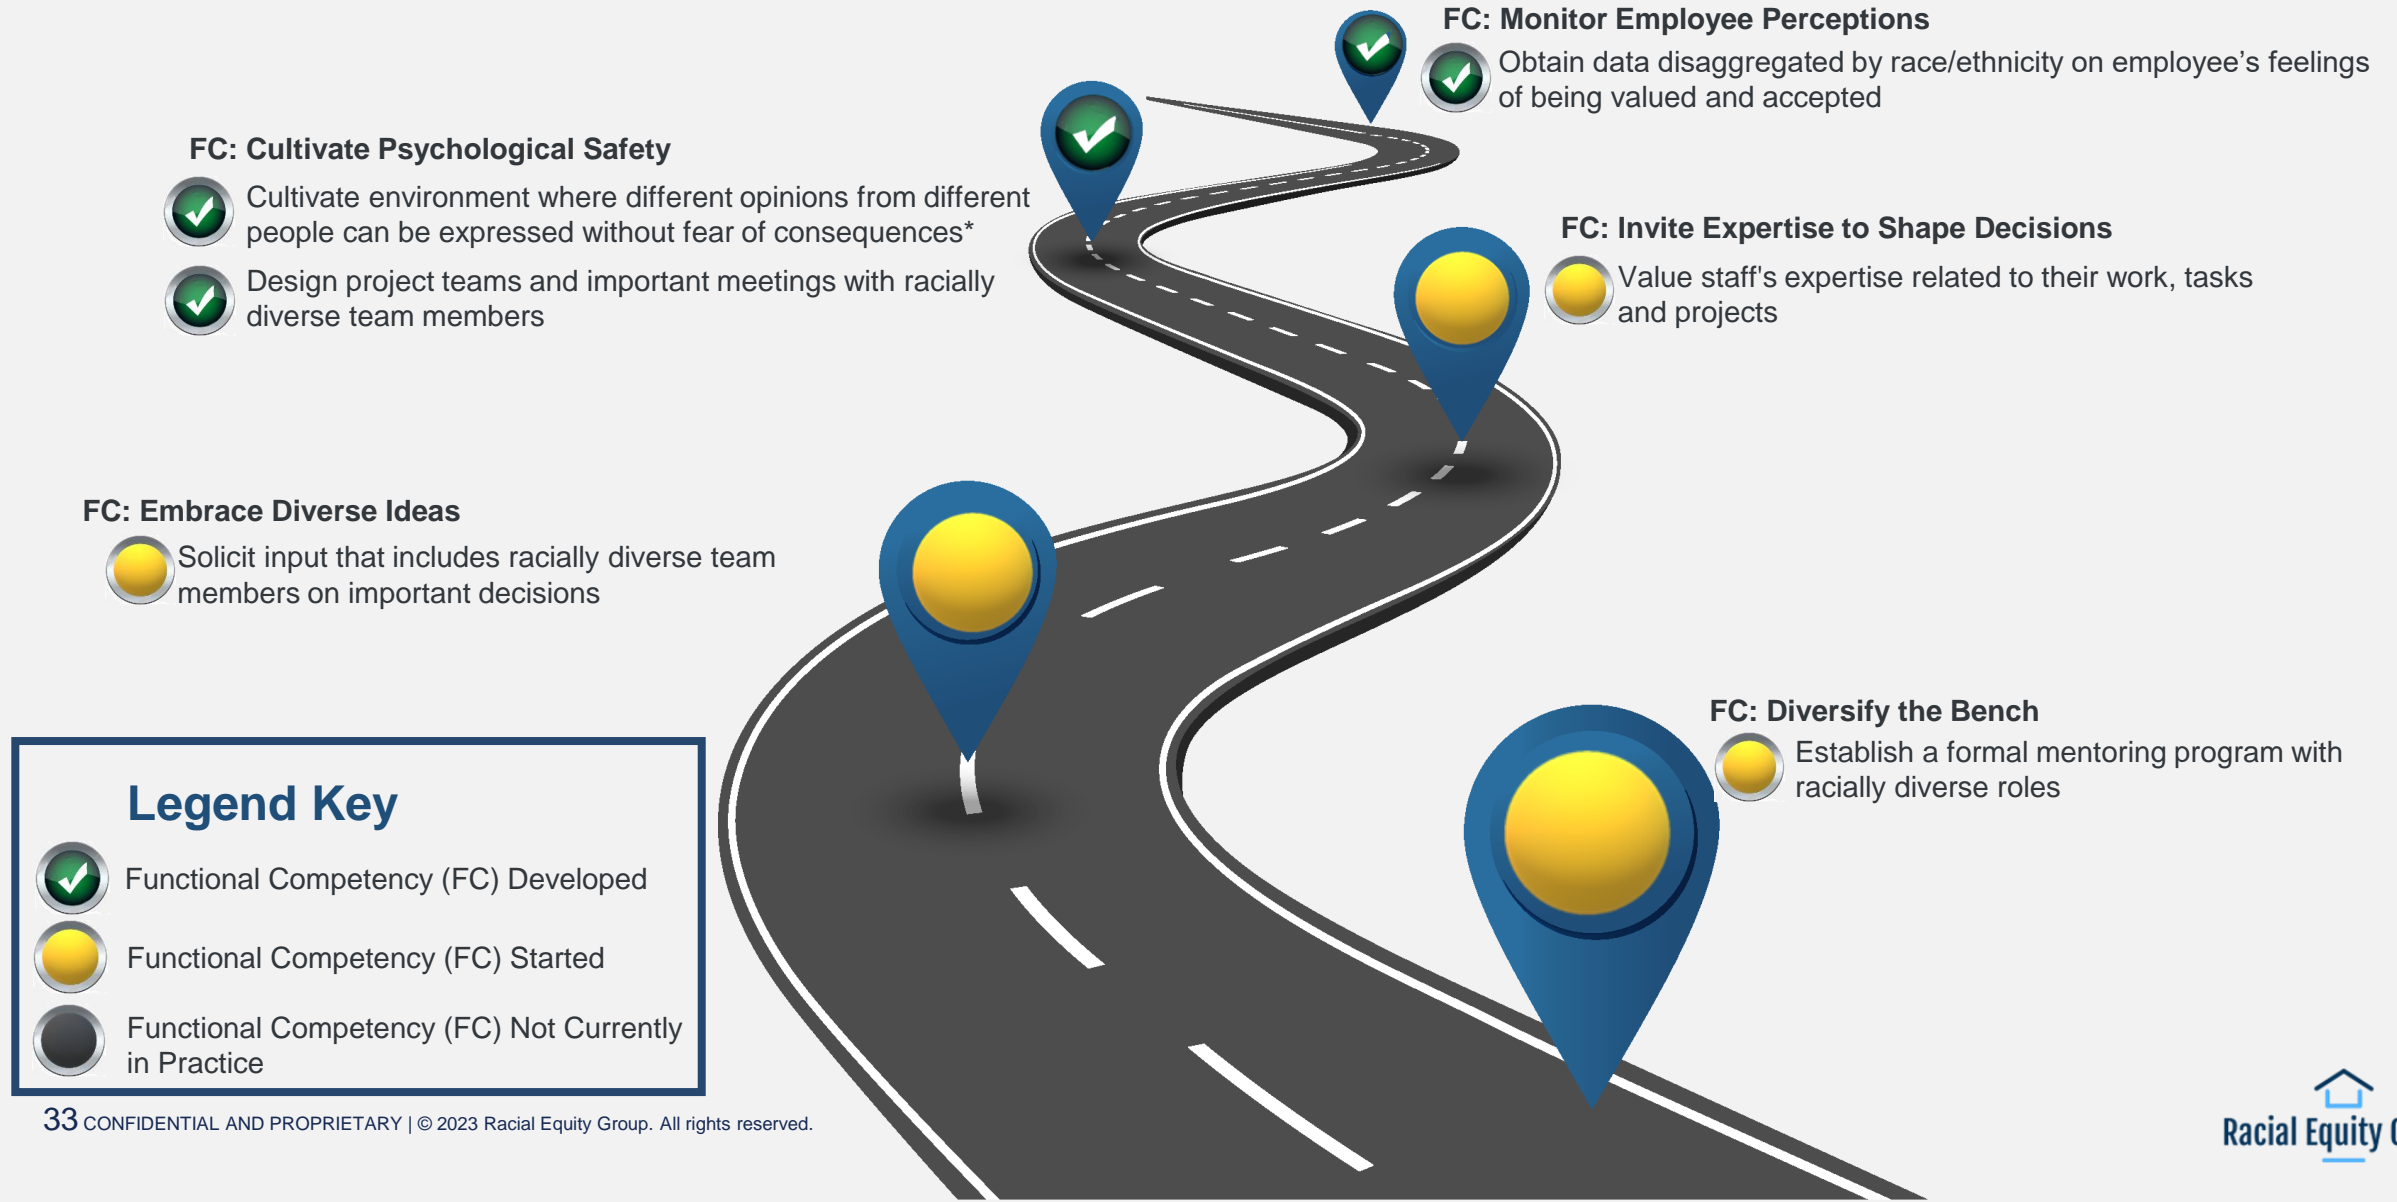 FC: Monitor Employee Perceptions
Obtain data disaggregated by race/ethnicity on employee’s feelings
of being valued and accepted
FC: Cultivate Psychological Safety
Cultivate environment where different opinions from different
people can be expressed without fear of consequences*
Design project teams and important meetings with racially
diverse team members
FC: Invite Expertise to Shape Decisions
Value staff's expertise related to their work, tasks
and projects
FC: Embrace Diverse Ideas
Solicit input that includes racially diverse team
members on important decisions
FC: Diversify the Bench
Establish a formal mentoring program with
racially diverse roles
Legend Key
Functional Competency (FC) Developed
Functional Competency (FC) Started
Functional Competency (FC) Not Currently
in Practice
33 CONFIDENTIAL AND PROPRIETARY | © 2023 Racial Equity Group. All rights reserved.
Racial Equity